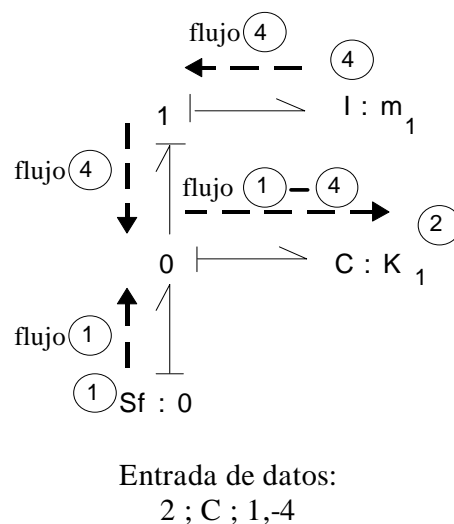 flujo 4
4
1
I : m1
flujo 4
flujo 1 – 4
2
0
C : K1
flujo 1
1 Sf : 0
Entrada de datos:
2 ; C ; 1,-4